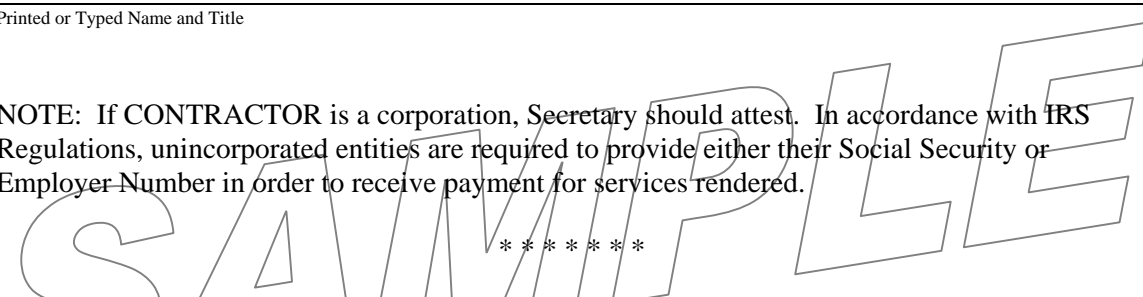 Printed or Typed Name and Title
NOTE: If CONTRACTOR is a corporation, Secretary should attest. In accordance with IRS
Regulations, unincorporated entities are required to provide either their Social Security or
Employer Number in order to receive payment for services rendered.
* * * * * * *
SAMPLE